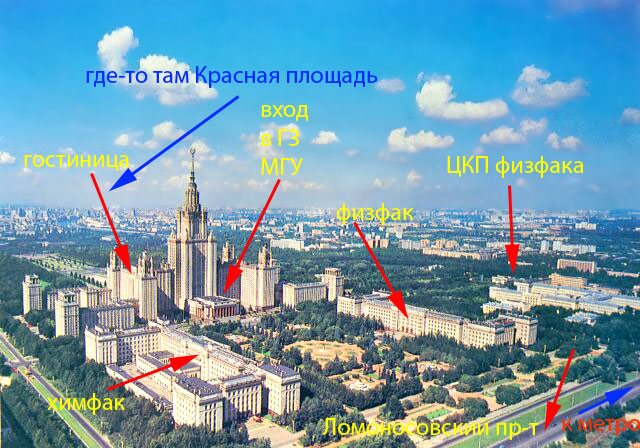 где-то там Красная площадь
вход
в ГЗ
МГУ
гостиница
ЦКП физфака
физфак
химфак
Ломоносовский пр-т
к метро